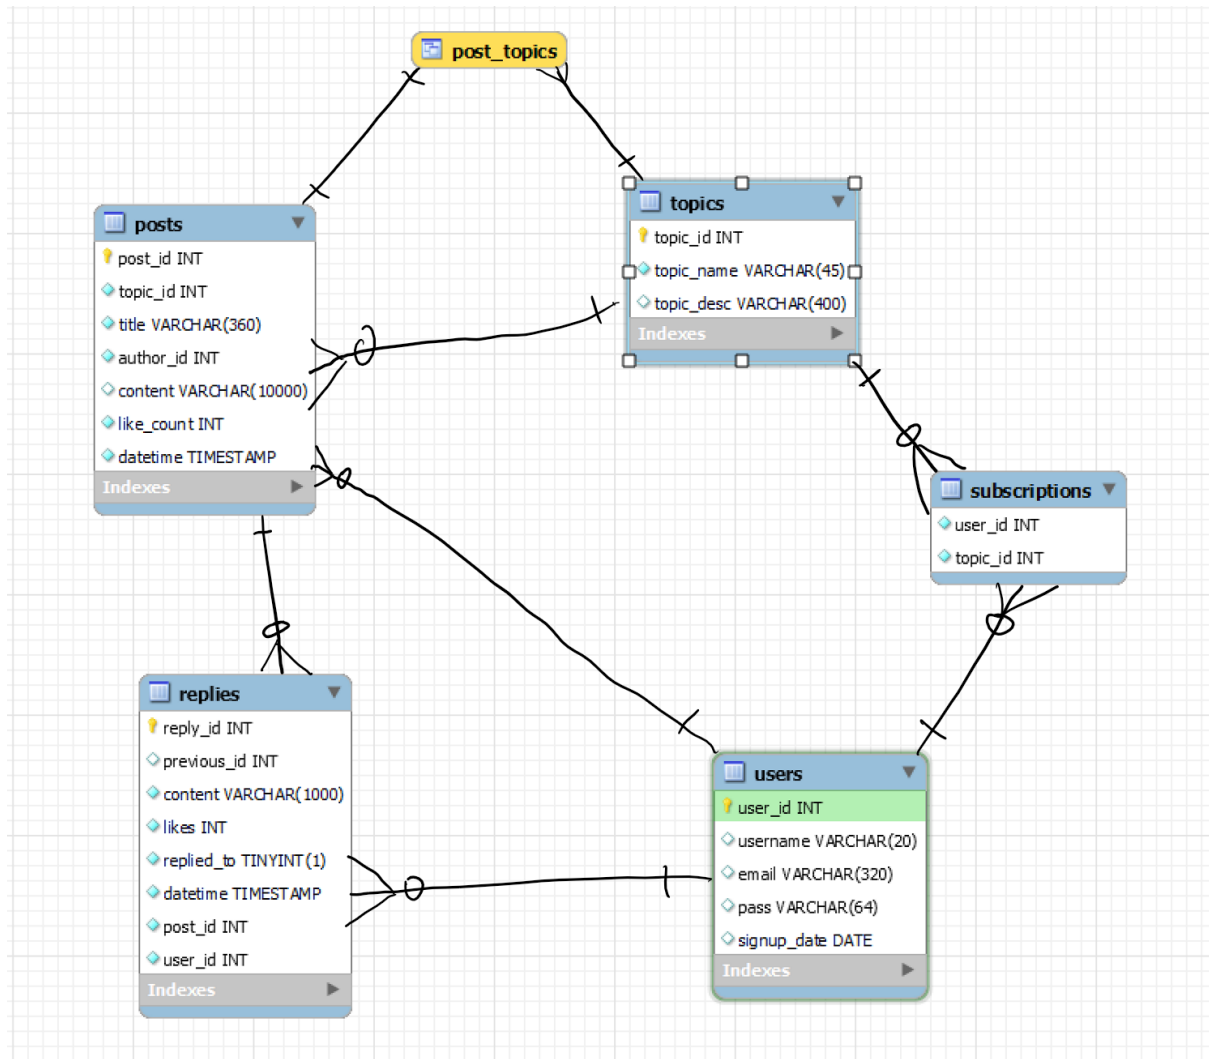 post_topics
posts
post_id INT
topic_id INT
title VARCHAR(360)
author_id INT
content VARCHAR(10000)
like_count INT
datetime TIMESTAMP
Indexes
topics
topic_id INT
topic_name VARCHAR(45)
topic_desc VARCHAR(400)
Indexes
subscriptions
user_id INT
topic_id INT
replies
reply_id INT
previous_id INT
content VARCHAR(1000)
likes INT
replied_to TINYINT(1)
datetime TIMESTAMP
post_id INT
user_id INT
Indexes
users
user_id INT
username VARCHAR(20)
email VARCHAR(320)
pass VARCHAR(64)
signup_date DATE
Indexes